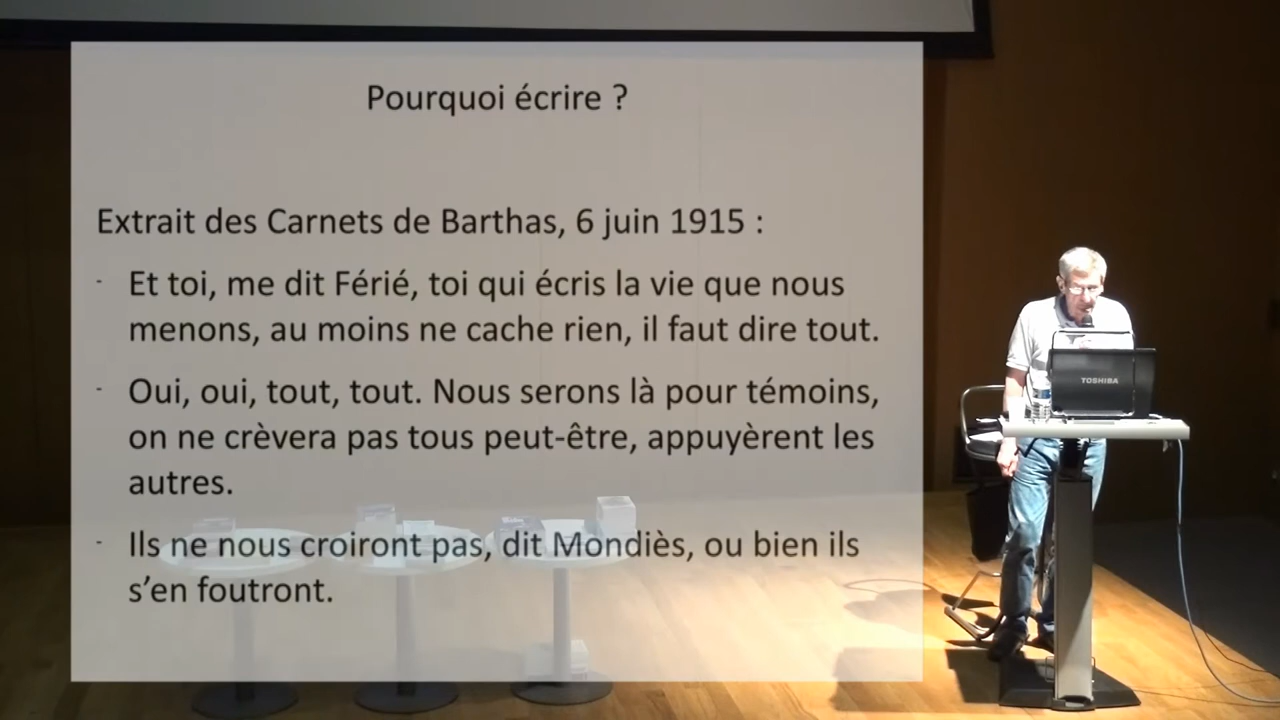 Pourquoi écrire ?
Extrait des Carnets de Barthas, 6 juin 1915 :
- Et toi, me dit Férié, toi qui écris la vie que nous
menons, au moins ne cache rien, il faut dire tout.
- Oui, oui, tout, tout. Nous serons là pour témoins,
on ne crèvera pas tous peut-être, appuyèrent les
autres.
- Ils ne nous croiront pas, dit Mondiès, ou bien ils
s’en foutront.
TOSHIBA